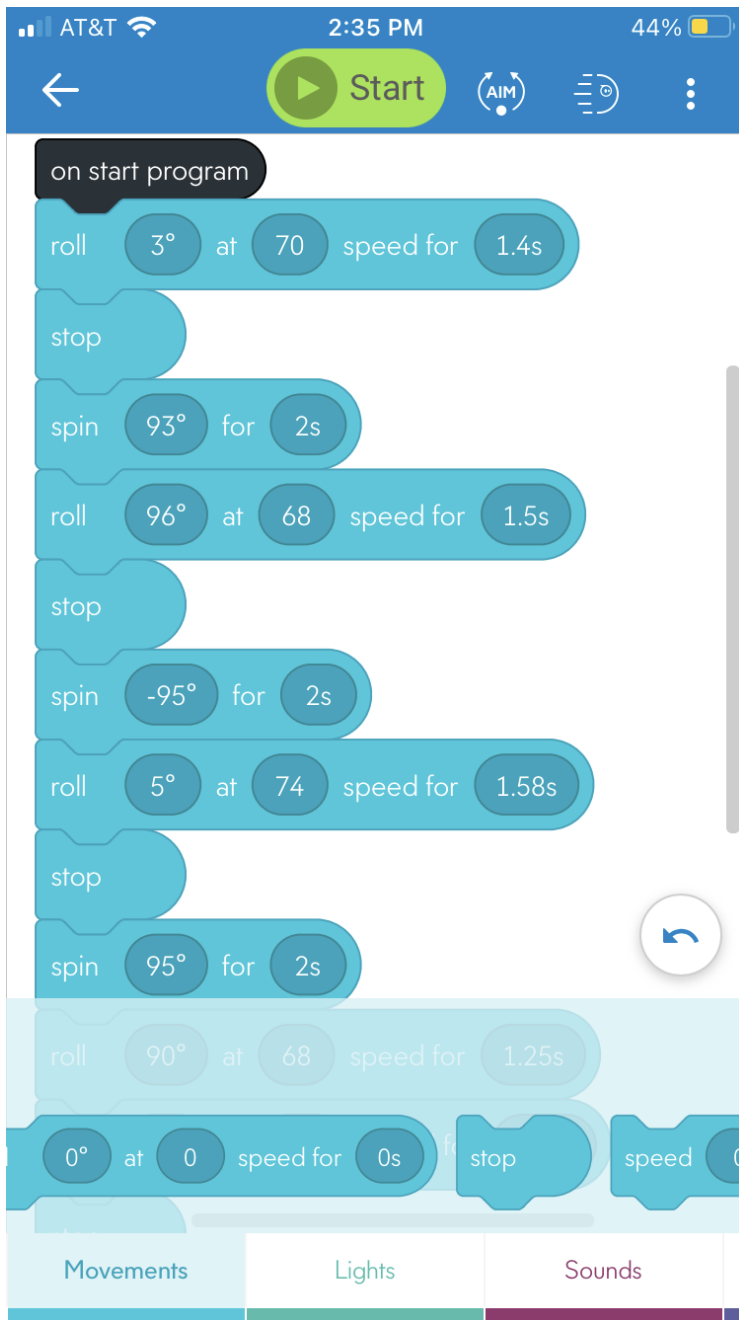 AT&T 2:35 PM 44%
Start AIM
on start program
roll 3° at 70 speed for 1.4s
stop
spin 93° for 2s
roll 96° at 68 speed for 1.5s
stop
spin -95° for 2s
roll 5° at 74 speed for 1.58s
stop
spin 95° for 2s
roll 90° at 68 speed for 1.25s
0° at 0 speed for 0s stop speed
Movements Lights Sounds